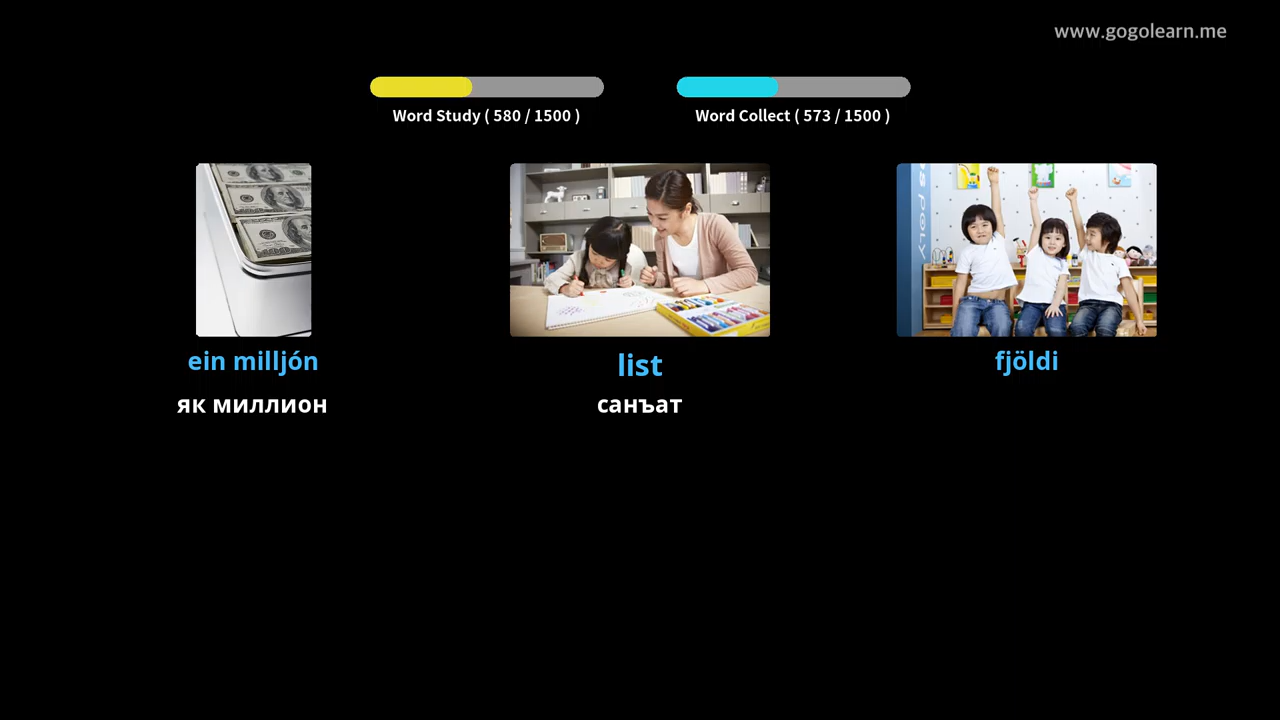 www.gogolearn.me
Word Study ( 580 / 1500 )
Word Collect ( 573 / 1500 )
ein milljón
list
fjöldi
як миллион
санъат